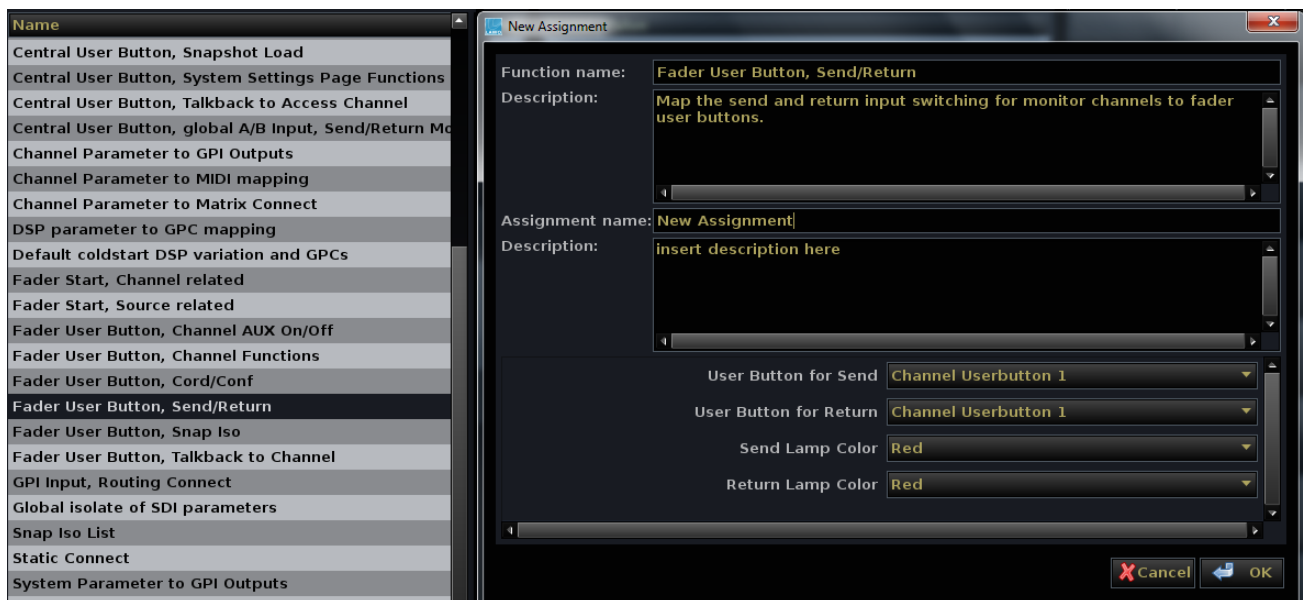 Name
Central User Button, Snapshot Load
Central User Button, System Settings Page Functions
Central User Button, Talkback to Access Channel
Central User Button, global A/B Input, Send/Return Mo
Channel Parameter to GPI Outputs
Channel Parameter to MIDI mapping
Channel Parameter to Matrix Connect
DSP parameter to GPC mapping
Default coldstart DSP variation and GPCs
Fader Start, Channel related
Fader Start, Source related
Fader User Button, Channel AUX On/Off
Fader User Button, Channel Functions
Fader User Button, Cord/Conf
Fader User Button, Send/Return
Fader User Button, Snap Iso
Fader User Button, Talkback to Channel
GPI Input, Routing Connect
Global isolate of SDI parameters
Snap Iso List
Static Connect
System Parameter to GPI Outputs
New Assignment
Function name: Fader User Button, Send/Return
Description: Map the send and return input switching for monitor channels to fader
user buttons.
Assignment name: New Assignment
Description: insert description here
User Button for Send Channel Userbutton 1
User Button for Return Channel Userbutton 1
Send Lamp Color Red
Return Lamp Color Red
Cancel OK